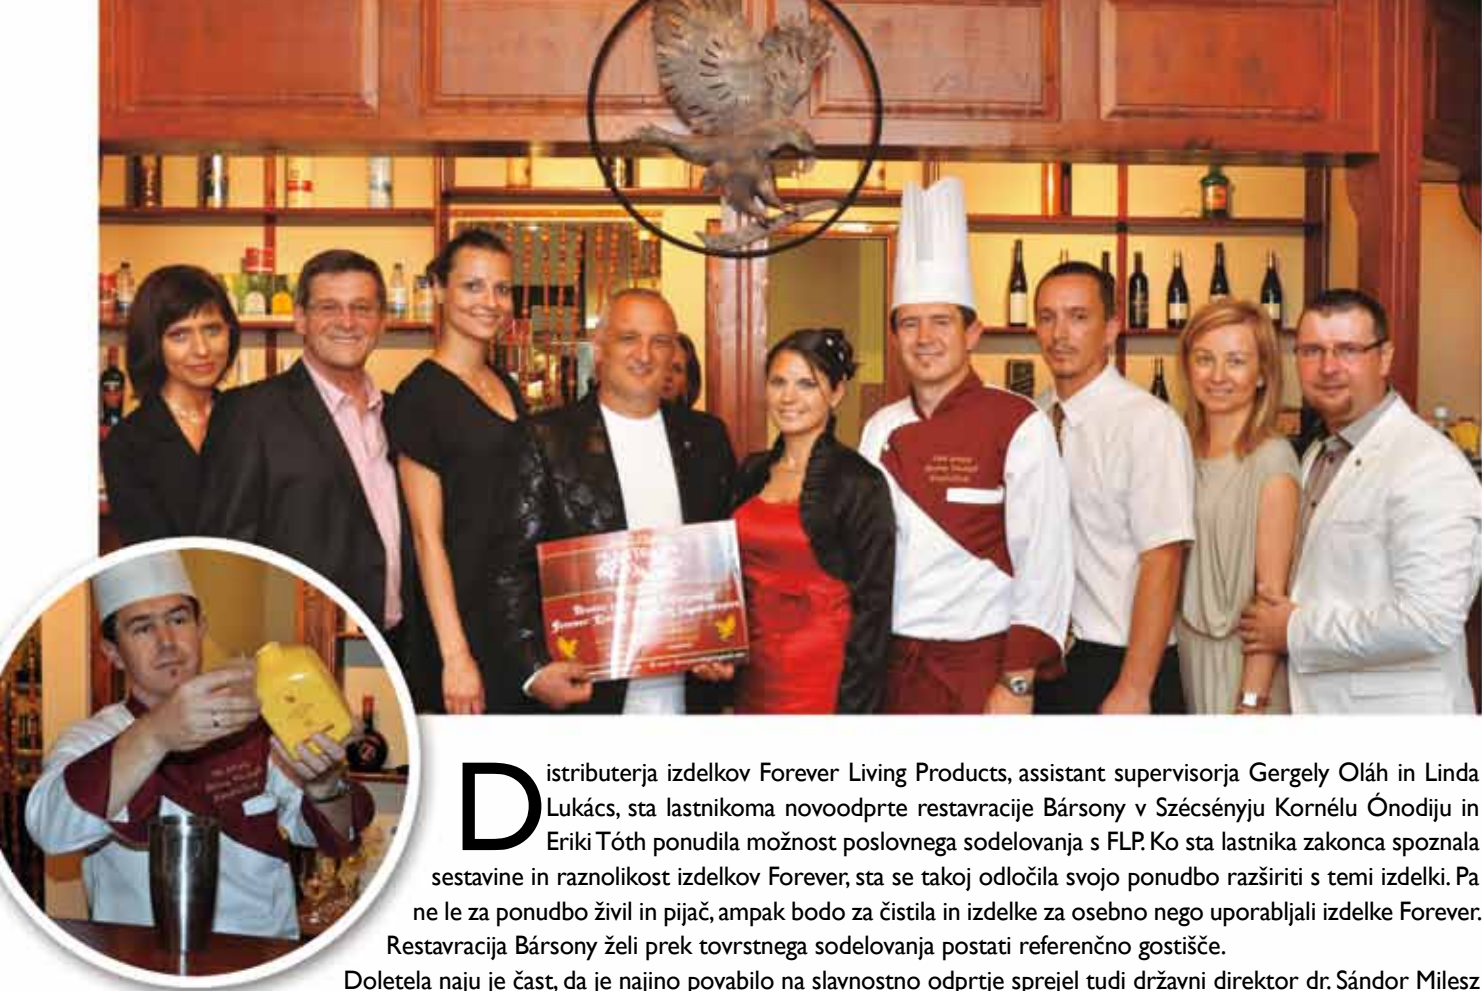 Distributerja izdelkov Forever Living Products, assistant supervisorja Gergely Oláh in Linda
Lukács, sta lastnikoma novoodprte restavracije Bársony v Szécsényju Kornélu Ónodiju in
Eriki Tóth ponudila možnost poslovnega sodelovanja s FLP. Ko sta lastnika zakonca spoznala
sestavine in raznolikost izdelkov Forever, sta se takoj odločila svojo ponudbo razširiti s temi izdelki. Pa
ne le za ponudbo živil in pijač, ampak bodo za čistila in izdelke za osebno nego uporabljali izdelke Forever.
Restavracija Bársony želi prek tovrstnega sodelovanja postati referenčno gostišče.
Doletela naju je čast, da je najino povabilo na slavnostno odprtje sprejel tudi državni direktor dr. Sándor Milesz